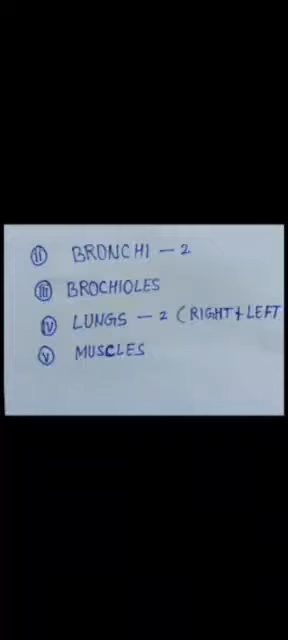 (ii) BRONCHI - 2
(iii) BROCHIOLES
(iv) LUNGS - 2 (RIGHT & LEFT
(v) MUSCLES